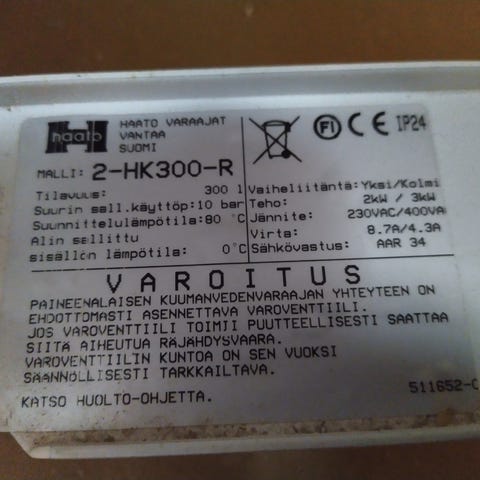 haato
HAATO VARAAJAT
VANTAA
SUOMI
FI CE IP24
MALLI: 2-HK300-R
Tilavuus: 300 l
Suurin sall.käyttöp:10 bar
Suunnittelulämpötila:80 °C
Alin sallittu
sisällön lämpötila: 0°C
Vaiheliitäntä:Yksi/Kolmi
Teho: 2kW / 3kW
Jännite: 230VAC/400VA
Virta: 8.7A/4.3A
Sähkövastus: AAR 34
VAROITUS
PAINEENALAISEN KUUMANVEDENVARAAJAN YHTEYTEEN ON
EHDOTTOMASTI ASENNETTAVA VAROVENTTIILI.
JOS VAROVENTTIILI TOIMII PUUTTEELLISESTI SAATTAA
SIITÄ AIHEUTUA RÄJÄHDYSVAARA.
VAROVENTTIILIN KUNTOA ON SEN VUOKSI
SÄÄNNÖLLISESTI TARKKAILTAVA.
KATSO HUOLTO-OHJETTA.
511652-C